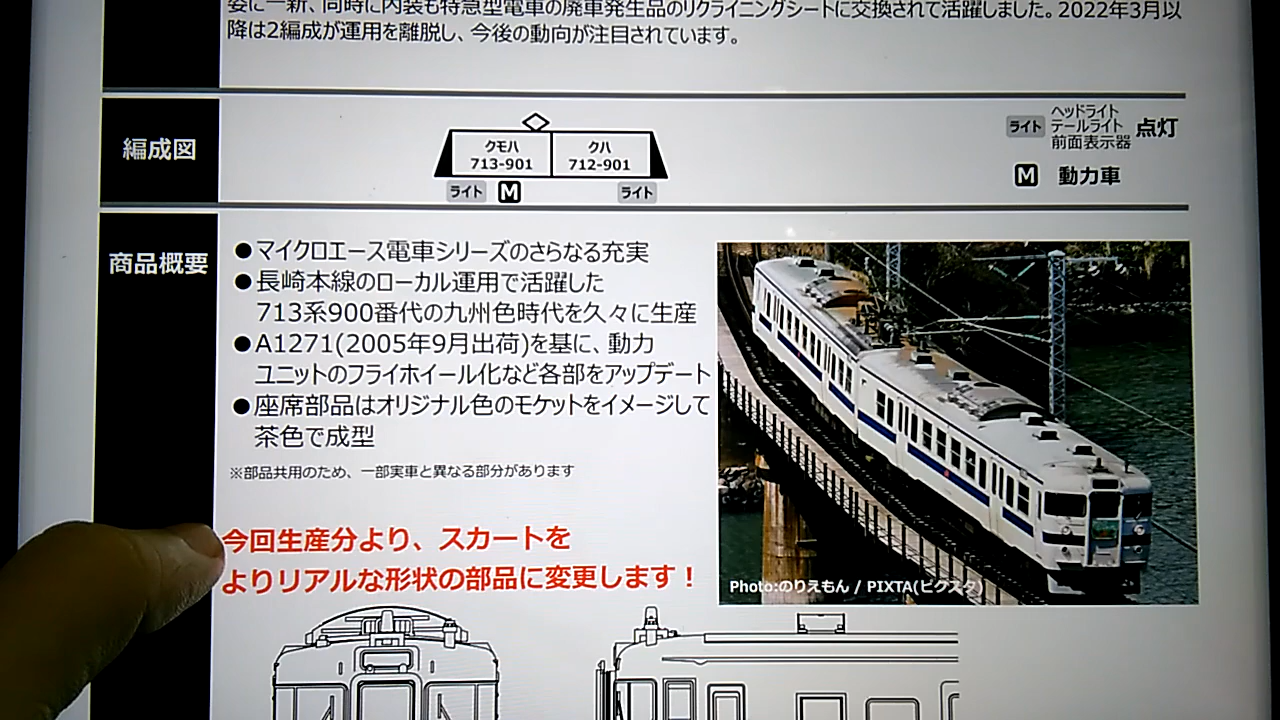 姿に一新、同時に内装も特急型電車の廃車発生品のリクライニングシートに交換されて活躍しました。2022年3月以
降は2編成が運用を離脱し、今後の動向が注目されています。
編成図
クモハ
713-901
クハ
712-901
ライト
M
ライト
ライト
ヘッドライト
テールライト
前面表示器
点灯
M 動力車
商品概要
●マイクロエース電車シリーズのさらなる充実
●長崎本線のローカル運用で活躍した
713系900番代の九州色時代を久々に生産
●A1271(2005年9月出荷)を基に、動力
ユニットのフライホイール化など各部をアップデート
●座席部品はオリジナル色のモケットをイメージして
茶色で成型
※部品共用のため、一部実車と異なる部分があります
今回生産分より、スカートを
よりリアルな形状の部品に変更します！
Photo:のりえもん / PIXTA(ピクスタ)